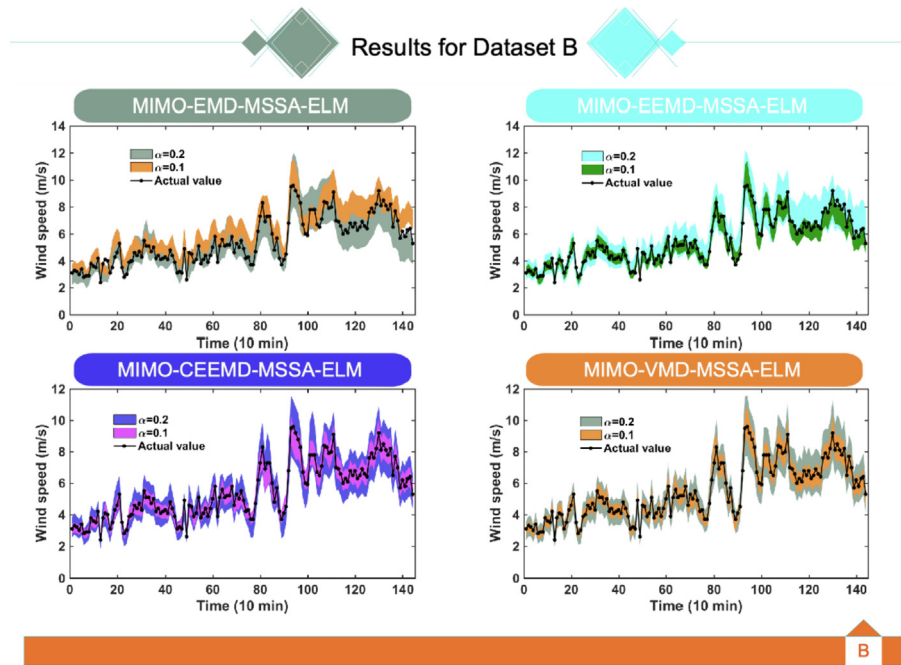 Results for Dataset B
MIMO-EMD-MSSA-ELM
14
12
10
8
6
4
2
0
Wind speed (m/s)
α=0.2
α=0.1
Actual value
0 20 40 60 80 100 120 140
Time (10 min)
MIMO-EEMD-MSSA-ELM
14
12
10
8
6
4
2
0
Wind speed (m/s)
α=0.2
α=0.1
Actual value
0 20 40 60 80 100 120 140
Time (10 min)
MIMO-CEEMD-MSSA-ELM
12
10
8
6
4
2
0
Wind speed (m/s)
α=0.2
α=0.1
Actual value
0 20 40 60 80 100 120 140
Time (10 min)
MIMO-VMD-MSSA-ELM
12
10
8
6
4
2
0
Wind speed (m/s)
α=0.2
α=0.1
Actual value
0 20 40 60 80 100 120 140
Time (10 min)
B